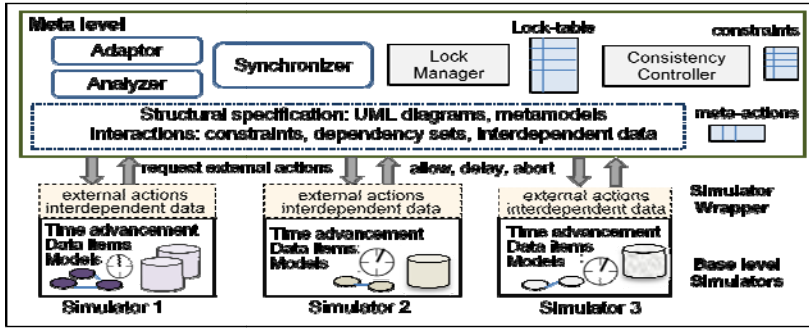 Meta level
Adaptor
Analyzer
Synchronizer
Lock
Manager
Lock-table
Consistency
Controller
constraints
Structural specification: UML diagrams, metamodels
Interactions: constraints, dependency sets, interdependent data
meta-actions
request external actions
allow, delay, abort
external actions
interdependent data
external actions
interdependent data
external actions
interdependent data
Simulator
Wrapper
Time advancement
Data items
Models
Time advancement
Data items
Models
Time advancement
Data items
Models
Base level
Simulators
Simulator 1
Simulator 2
Simulator 3